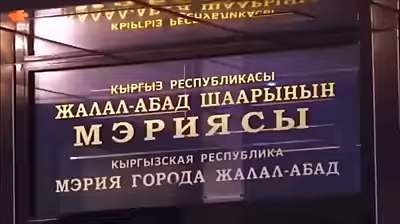 КЫРГЫЗ РЕСПУБЛИКАСЫ
ЖАЛАЛ-АБАД ШААРЫНЫН
МЭРИЯСЫ
КЫРГЫЗСКАЯ РЕСПУБЛИКА
МЭРИЯ ГОРОДА ЖАЛАЛ-АБАД